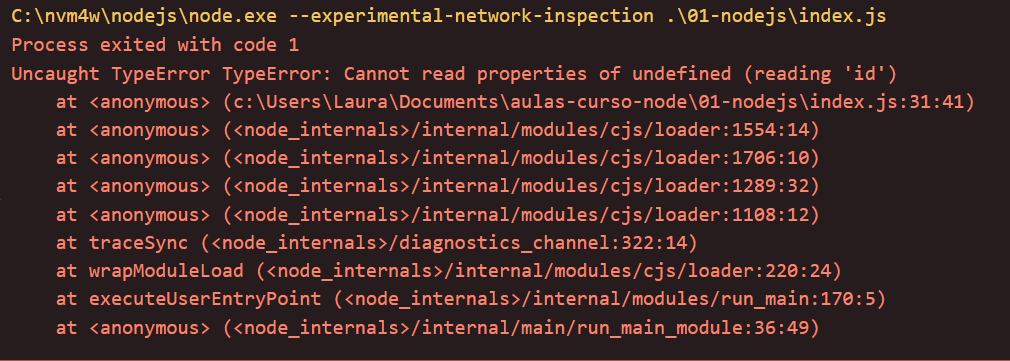 C:\nvm4w\nodejs\node.exe --experimental-network-inspection .\01-nodejs\index.js
Process exited with code 1
Uncaught TypeError TypeError: Cannot read properties of undefined (reading 'id')
    at <anonymous> (c:\Users\Laura\Documents\aulas-curso-node\01-nodejs\index.js:31:41)
    at <anonymous> (<node_internals>/internal/modules/cjs/loader:1554:14)
    at <anonymous> (<node_internals>/internal/modules/cjs/loader:1706:10)
    at <anonymous> (<node_internals>/internal/modules/cjs/loader:1289:32)
    at <anonymous> (<node_internals>/internal/modules/cjs/loader:1108:12)
    at traceSync (<node_internals>/diagnostics_channel:322:14)
    at wrapModuleLoad (<node_internals>/internal/modules/cjs/loader:220:24)
    at executeUserEntryPoint (<node_internals>/internal/modules/run_main:170:5)
    at <anonymous> (<node_internals>/internal/main/run_main_module:36:49)